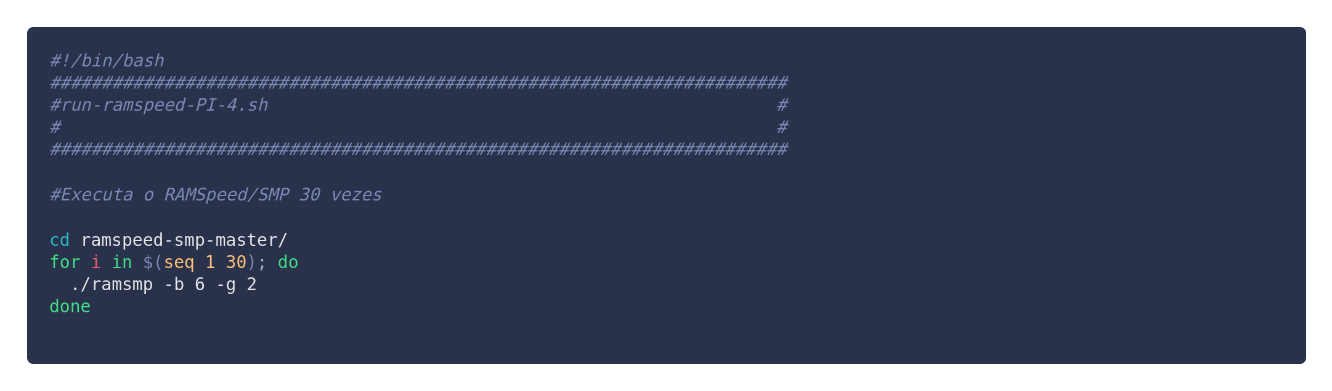 #!/bin/bash
#######################################################################
#run-ramspeed-PI-4.sh                                                 #
#                                                                     #
#######################################################################

#Executa o RAMSpeed/SMP 30 vezes

cd ramspeed-smp-master/
for i in $(seq 1 30); do
  ./ramsmp -b 6 -g 2
done